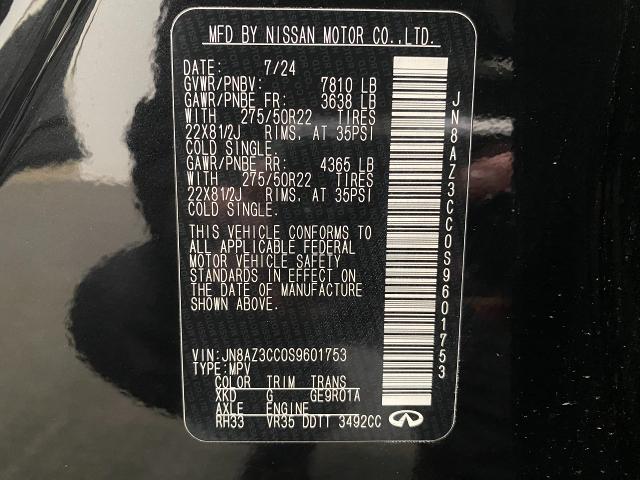 MFD BY NISSAN MOTOR CO.,LTD.
DATE: 7/24
GVWR/PNBV: 7810 LB
GAWR/PNBE FR: 3638 LB
WITH 275/50R22 TIRES
22X81/2J RIMS, AT 35PSI
COLD SINGLE.
GAWR/PNBE RR: 4365 LB
WITH 275/50R22 TIRES
22X81/2J RIMS, AT 35PSI
COLD SINGLE.
THIS VEHICLE CONFORMS TO
ALL APPLICABLE FEDERAL
MOTOR VEHICLE SAFETY
STANDARDS IN EFFECT ON
THE DATE OF MANUFACTURE
SHOWN ABOVE.
VIN:JN8AZ3CC0S9601753
TYPE:MPV
COLOR TRIM TRANS
XKD G GE9R01A
AXLE ENGINE
RH33 VR35 DDTT 3492CC
JN8AZ3CC0S9601753